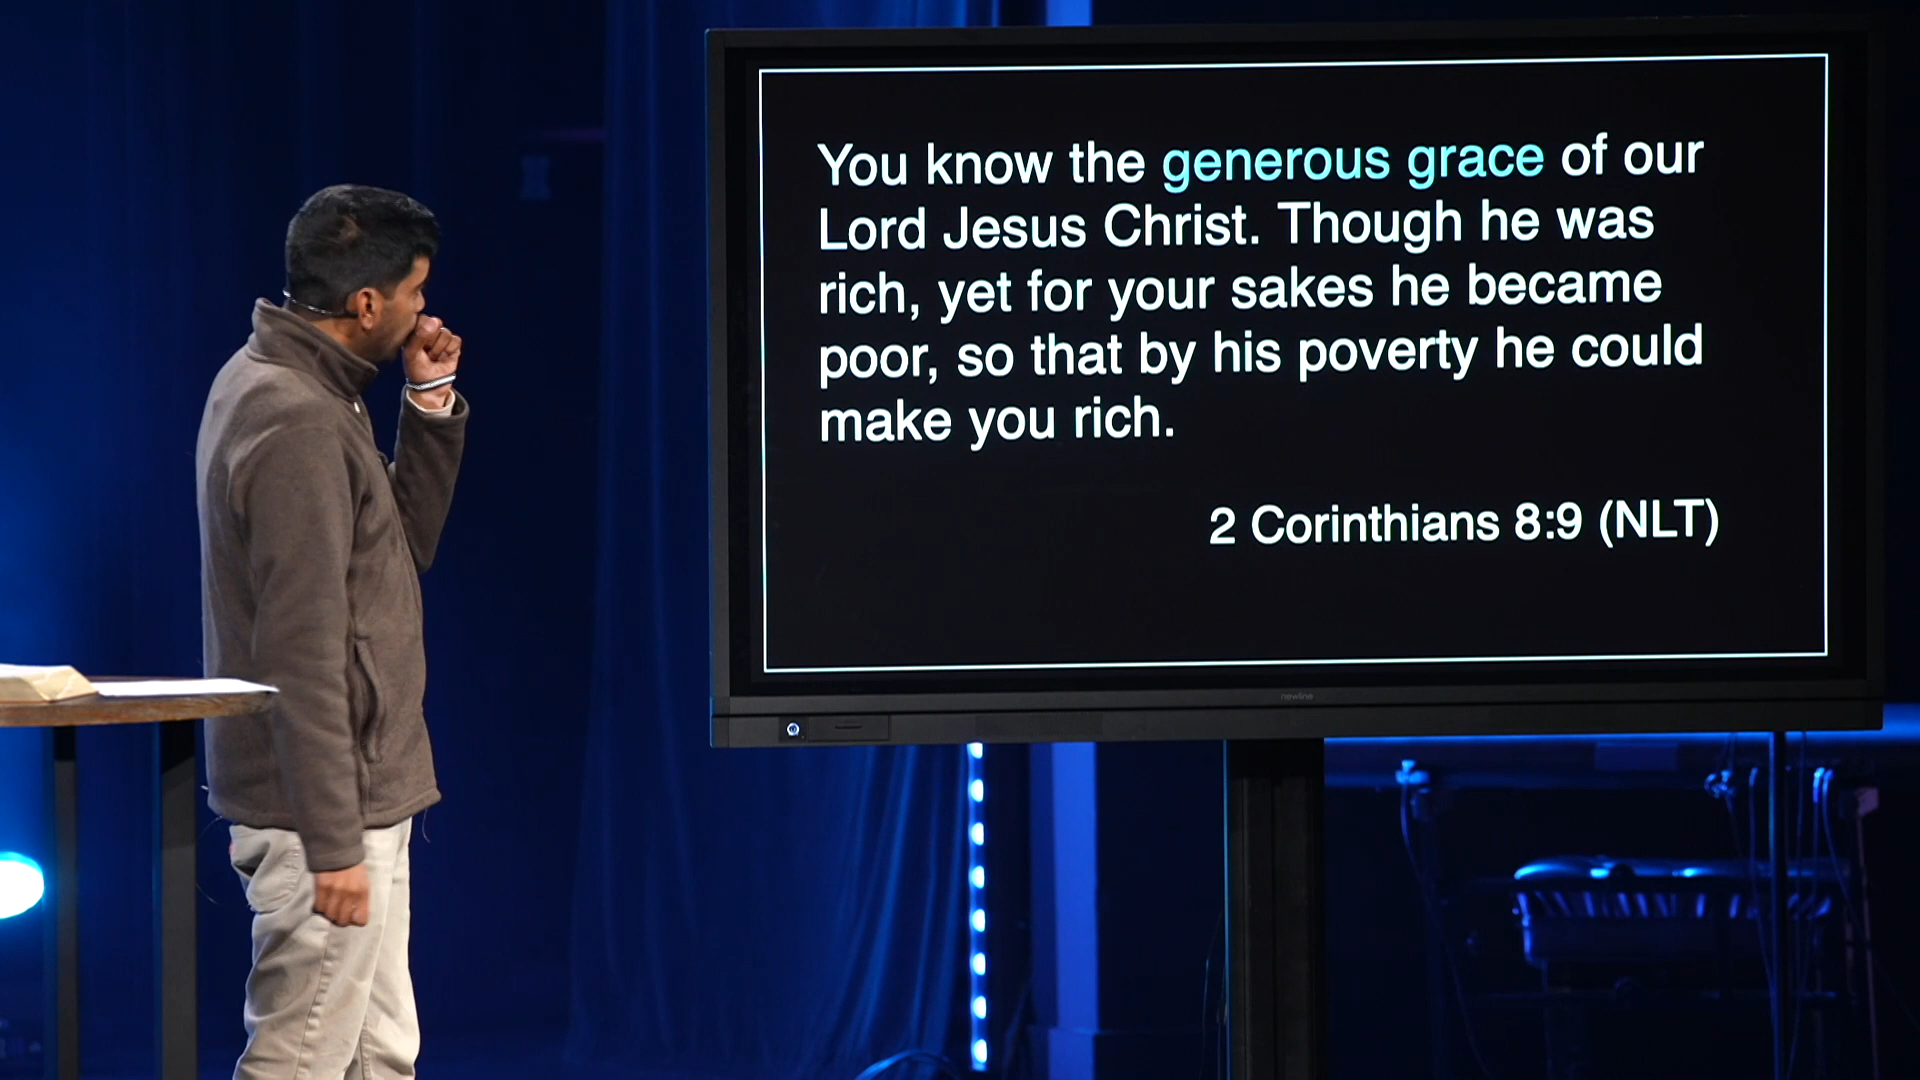 You know the generous grace of our
Lord Jesus Christ. Though he was
rich, yet for your sakes he became
poor, so that by his poverty he could
make you rich.
2 Corinthians 8:9 (NLT)
newline